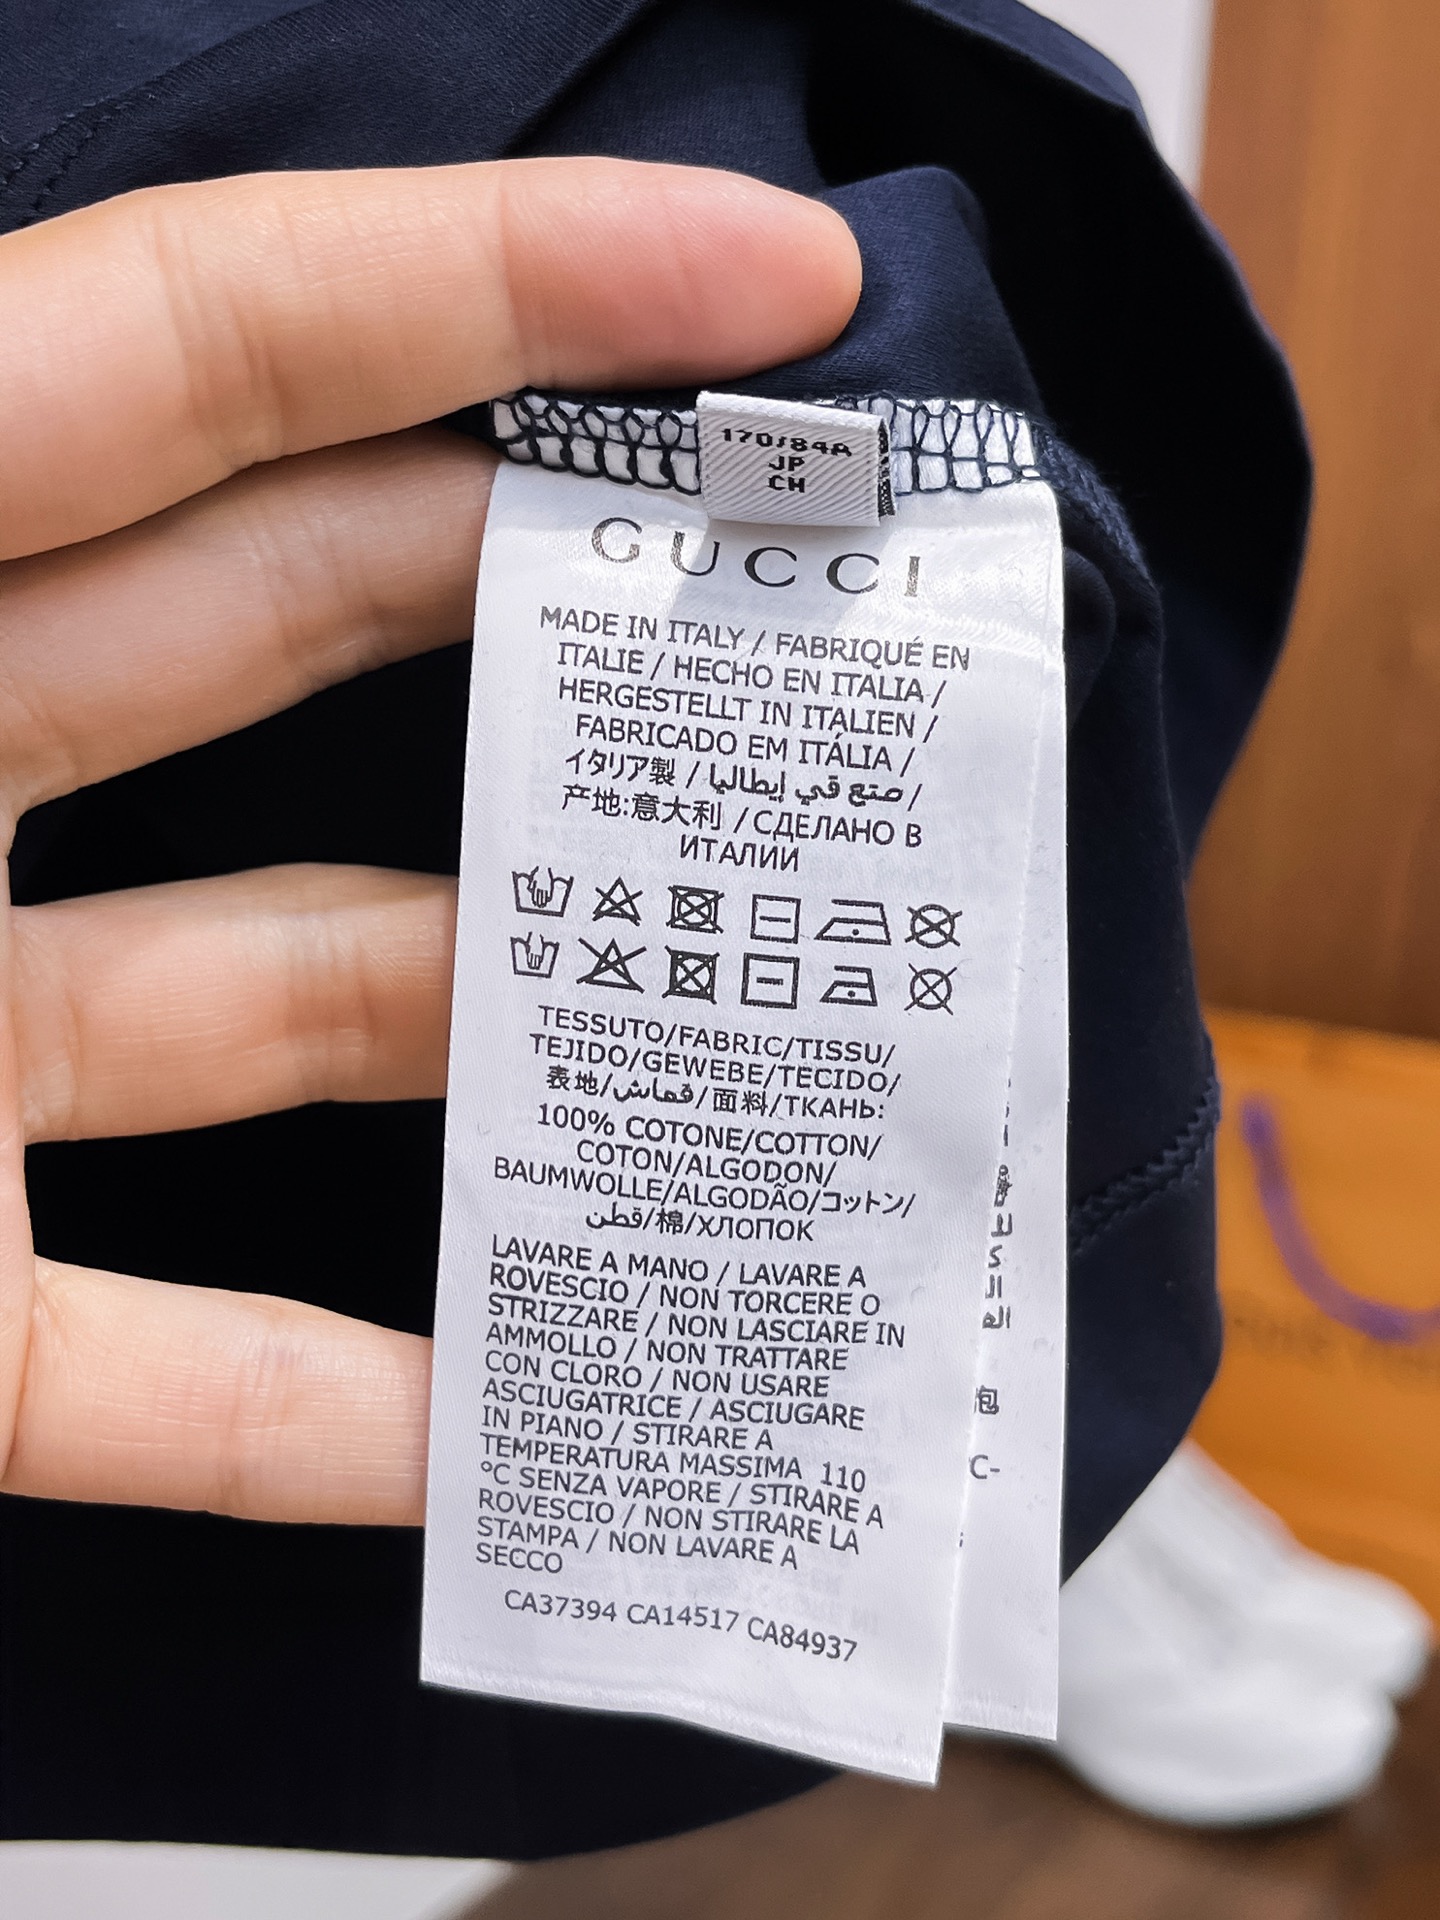 170/84A
JP
CH
GUCCI
MADE IN ITALY / FABRIQUÉ EN
ITALIE / HECHO EN ITALIA /
HERGESTELLT IN ITALIEN /
FABRICADO EM ITÁLIA /
イタリア製 / صنع في إيطاليا /
产地:意大利 / СДЕЛАНО В
ИТАЛИИ
TESSUTO/FABRIC/TISSU/
TEJIDO/GEWEBE/TECIDO/
表地/قماش/面料/ТКАНЬ:
100% COTONE/COTTON/
COTON/ALGODON/
BAUMWOLLE/ALGODÃO/コットン/
قطن/棉/ХЛОПОК
LAVARE A MANO / LAVARE A
ROVESCIO / NON TORCERE O
STRIZZARE / NON LASCIARE IN
AMMOLLO / NON TRATTARE
CON CLORO / NON USARE
ASCIUGATRICE / ASCIUGARE
IN PIANO / STIRARE A
TEMPERATURA MASSIMA 110
°C SENZA VAPORE / STIRARE A
ROVESCIO / NON STIRARE LA
STAMPA / NON LAVARE A
SECCO
CA37394 CA14517 CA84937